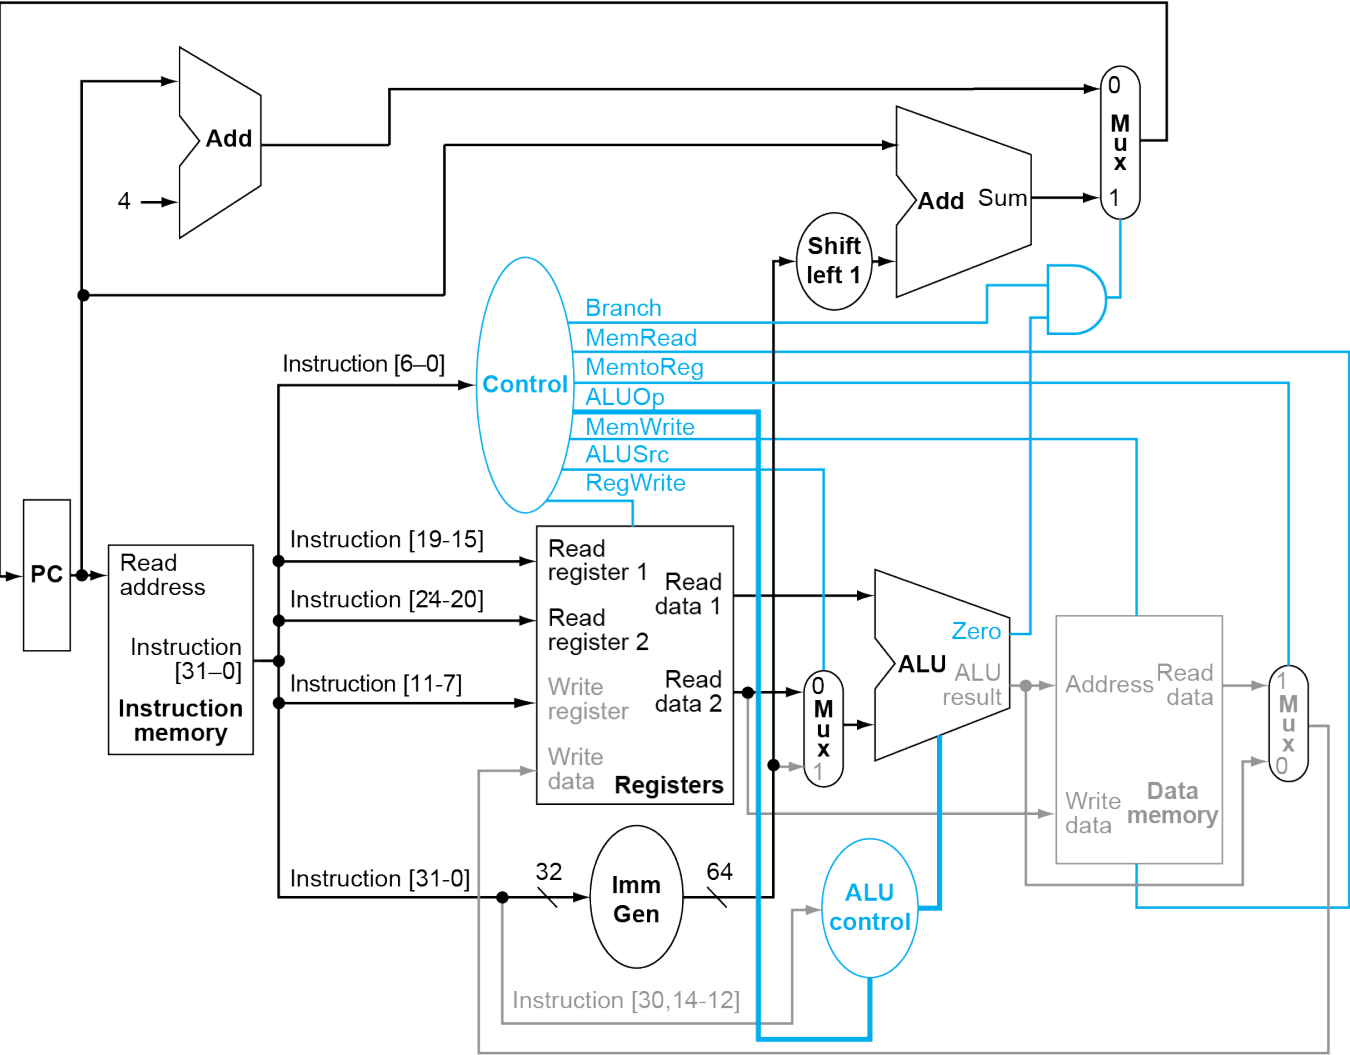 0
M
u
x
1
Add
4
Add Sum
Shift
left 1
Branch
MemRead
MemtoReg
ALUOp
MemWrite
ALUSrc
RegWrite
Instruction [6–0]
Control
PC
Read
address
Instruction
[31–0]
Instruction
memory
Instruction [19-15]
Instruction [24-20]
Instruction [11-7]
Instruction [31-0]
Read
register 1
Read
register 2
Write
register
Write
data
Read
data 1
Read
data 2
Registers
0
M
u
x
1
Zero
ALU
ALU
result
Address
Read
data
Write
data
Data
memory
1
M
u
x
0
32
Imm
Gen
64
ALU
control
Instruction [30,14-12]